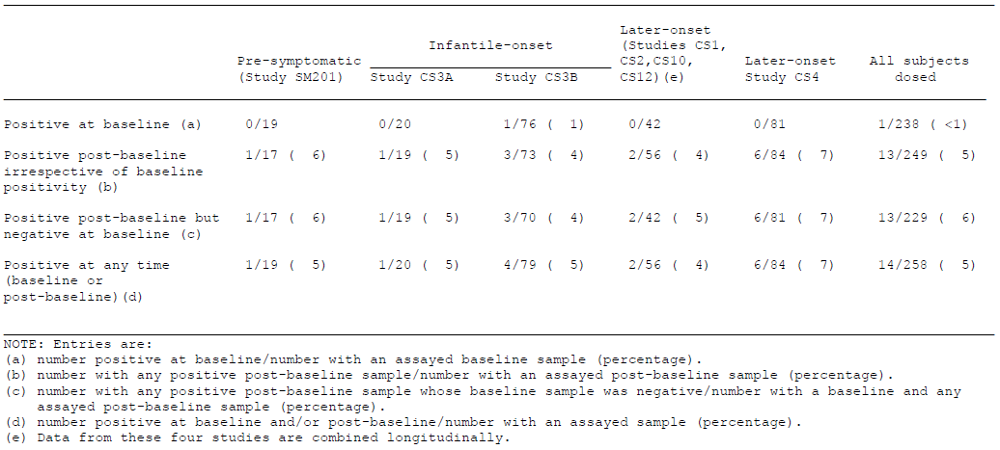 Later-onset
Infantile-onset (Studies CS1,
Pre-symptomatic CS2,CS10, Later-onset All subjects
(Study SM201) Study CS3A Study CS3B CS12)(e) Study CS4 dosed
Positive at baseline (a) 0/19 0/20 1/76 ( 1) 0/42 0/81 1/238 ( <1)
Positive post-baseline 1/17 ( 6) 1/19 ( 5) 3/73 ( 4) 2/56 ( 4) 6/84 ( 7) 13/249 ( 5)
irrespective of baseline
positivity (b)
Positive post-baseline but 1/17 ( 6) 1/19 ( 5) 3/70 ( 4) 2/42 ( 5) 6/81 ( 7) 13/229 ( 6)
negative at baseline (c)
Positive at any time 1/19 ( 5) 1/20 ( 5) 4/79 ( 5) 2/56 ( 4) 6/84 ( 7) 14/258 ( 5)
(baseline or
post-baseline)(d)
NOTE: Entries are:
(a) number positive at baseline/number with an assayed baseline sample (percentage).
(b) number with any positive post-baseline sample/number with an assayed post-baseline sample (percentage).
(c) number with any positive post-baseline sample whose baseline sample was negative/number with a baseline and any
assayed post-baseline sample (percentage).
(d) number positive at baseline and/or post-baseline/number with an assayed sample (percentage).
(e) Data from these four studies are combined longitudinally.